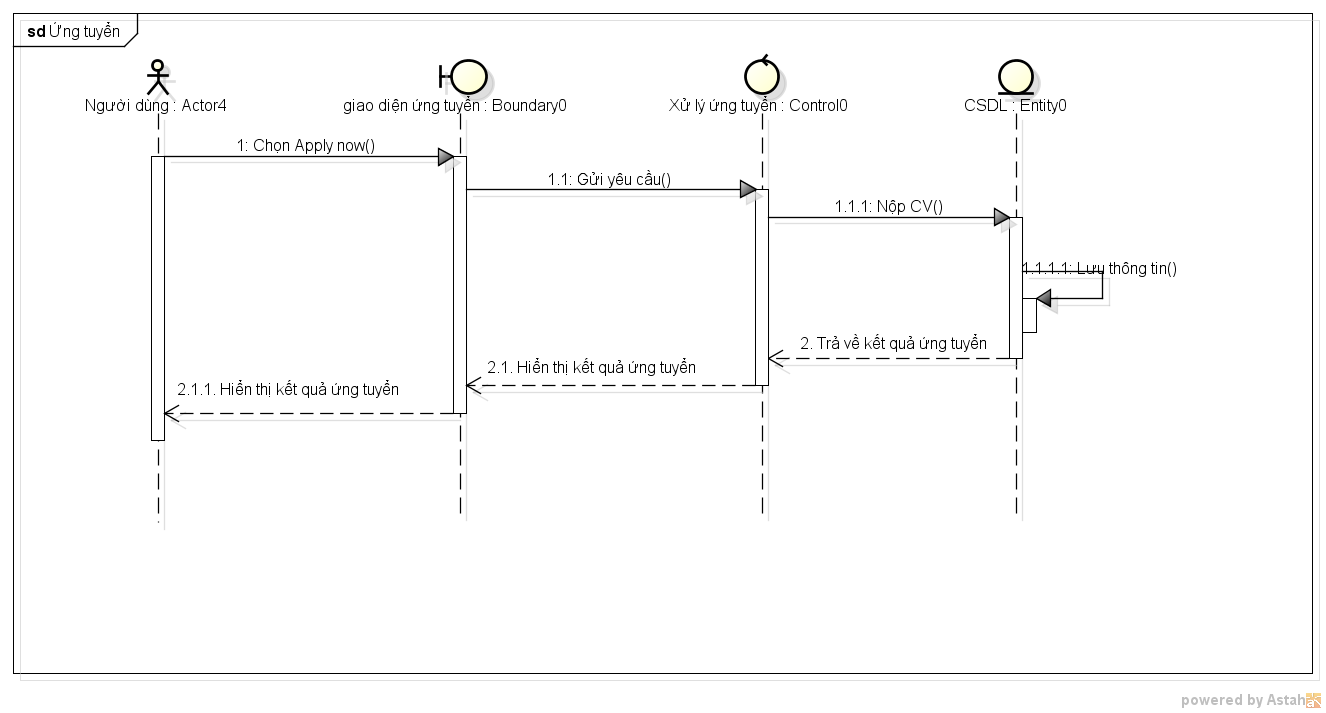 sd Ứng tuyển
Người dùng : Actor4
giao diện ứng tuyển : Boundary0
Xử lý ứng tuyển : Control0
CSDL : Entity0
1: Chọn Apply now()
1.1: Gửi yêu cầu()
1.1.1: Nộp CV()
1.1.1.1: Lưu thông tin()
2. Trả về kết quả ứng tuyển
2.1. Hiển thị kết quả ứng tuyển
2.1.1. Hiển thị kết quả ứng tuyển
powered by Astah